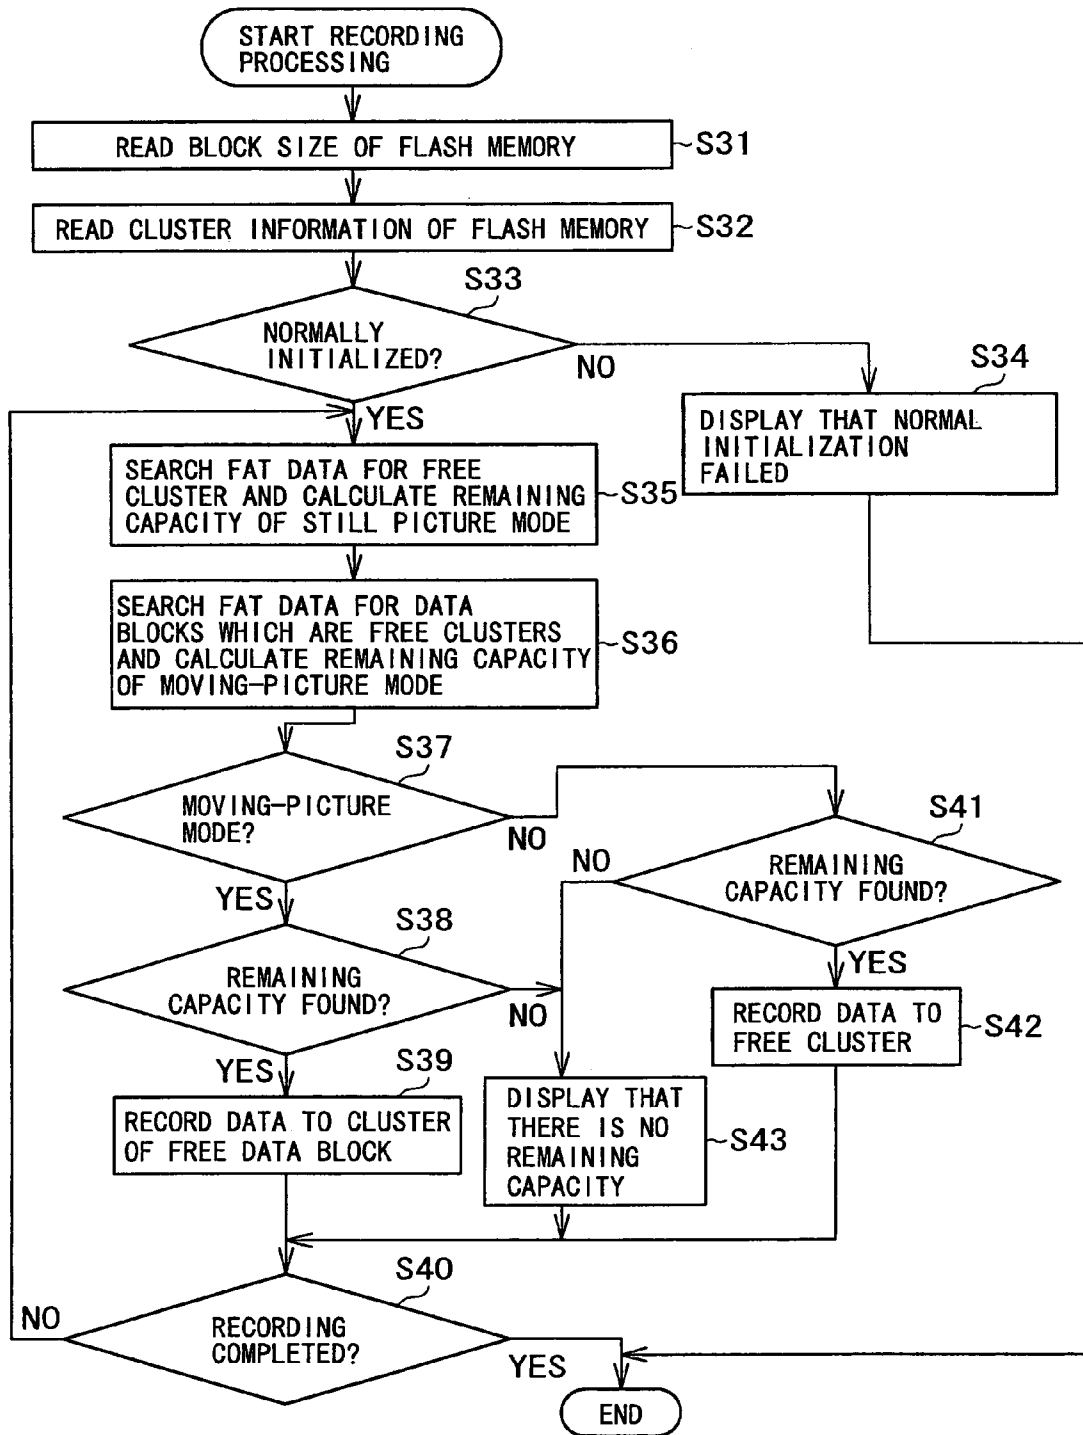 START RECORDING
PROCESSING
READ BLOCK SIZE OF FLASH MEMORY
S31
READ CLUSTER INFORMATION OF FLASH MEMORY
S32
S33
NORMALLY
INITIALIZED?
NO
YES
S34
DISPLAY THAT NORMAL
INITIALIZATION
FAILED
SEARCH FAT DATA FOR FREE
CLUSTER AND CALCULATE REMAINING
CAPACITY OF STILL PICTURE MODE
S35
SEARCH FAT DATA FOR DATA
BLOCKS WHICH ARE FREE CLUSTERS
AND CALCULATE REMAINING CAPACITY
OF MOVING-PICTURE MODE
S36
S37
MOVING-PICTURE
MODE?
NO
YES
S41
REMAINING
CAPACITY FOUND?
NO
YES
S38
REMAINING
CAPACITY FOUND?
NO
YES
RECORD DATA TO
FREE CLUSTER
S42
S39
RECORD DATA TO CLUSTER
OF FREE DATA BLOCK
DISPLAY THAT
THERE IS NO
REMAINING
CAPACITY
S43
S40
RECORDING
COMPLETED?
NO
YES
END